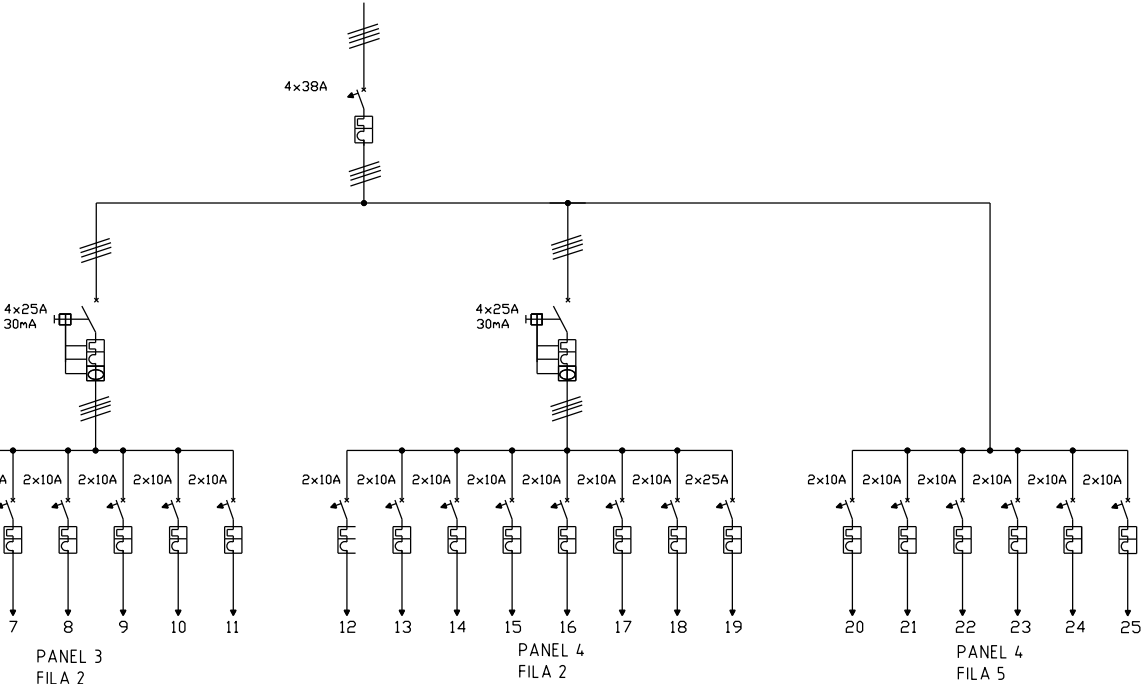 4x38A
4x25A
30mA
4x25A
30mA
A 2x10A 2x10A 2x10A 2x10A
2x10A 2x10A 2x10A 2x10A 2x10A 2x10A 2x10A 2x25A
2x10A 2x10A 2x10A 2x10A 2x10A 2x10A
7 8 9 10 11
12 13 14 15 16 17 18 19
20 21 22 23 24 25
PANEL 3
FILA 2
PANEL 4
FILA 2
PANEL 4
FILA 5